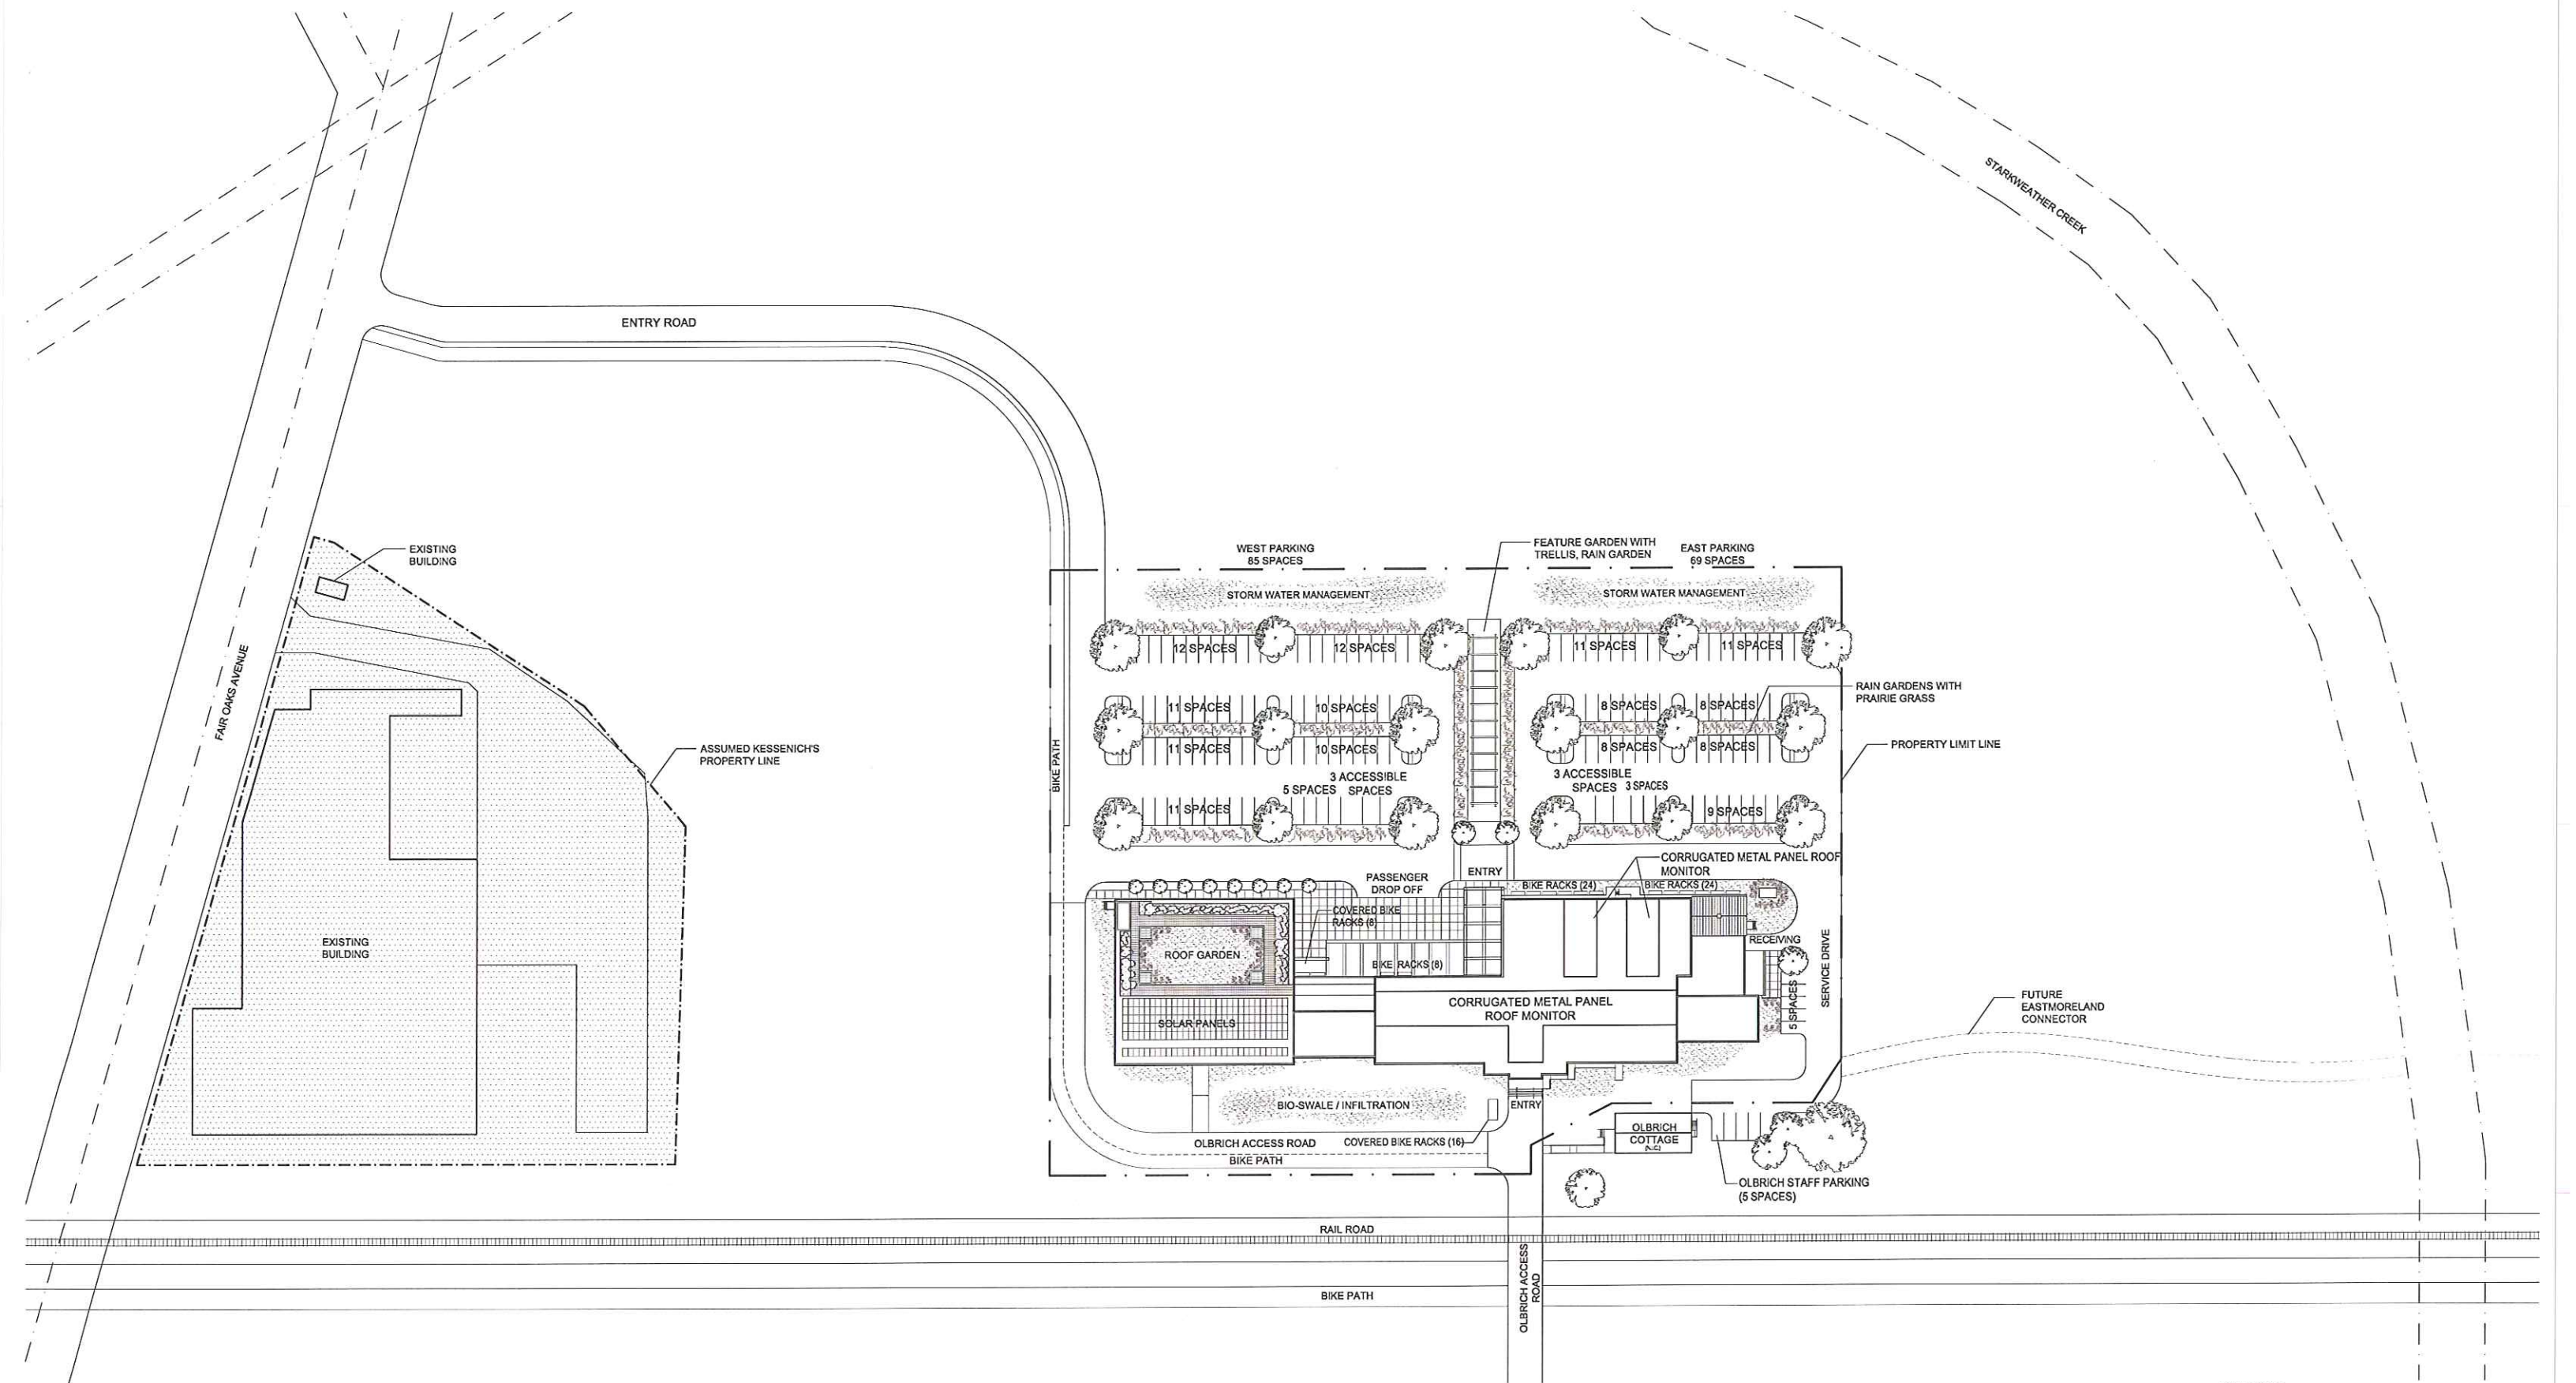 STARKWEATHER CREEK
ENTRY ROAD
EXISTING
BUILDING
FAIR OAKS AVENUE
ASSUMED KESSENICH'S
PROPERTY LINE
EXISTING
BUILDING
WEST PARKING
85 SPACES
FEATURE GARDEN WITH
TRELLIS, RAIN GARDEN
EAST PARKING
69 SPACES
STORM WATER MANAGEMENT
STORM WATER MANAGEMENT
12 SPACES
12 SPACES
11 SPACES
11 SPACES
RAIN GARDENS WITH
PRAIRIE GRASS
11 SPACES
10 SPACES
8 SPACES
8 SPACES
11 SPACES
10 SPACES
8 SPACES
8 SPACES
PROPERTY LIMIT LINE
BIKE PATH
3 ACCESSIBLE
SPACES
5 SPACES
3 ACCESSIBLE
SPACES
3 SPACES
11 SPACES
9 SPACES
CORRUGATED METAL PANEL ROOF
MONITOR
PASSENGER
DROP OFF
ENTRY
BIKE RACKS (24)
BIKE RACKS (24)
COVERED BIKE
RACKS (8)
RECEIVING
SERVICE DRIVE
ROOF GARDEN
BIKE RACKS (8)
CORRUGATED METAL PANEL
ROOF MONITOR
5 SPACES
FUTURE
EASTMORELAND
CONNECTOR
SOLAR PANELS
BIO-SWALE / INFILTRATION
ENTRY
OLBRICH ACCESS ROAD
COVERED BIKE RACKS (16)
OLBRICH
COTTAGE
(N.I.C)
BIKE PATH
OLBRICH STAFF PARKING
(5 SPACES)
RAIL ROAD
OLBRICH ACCESS
ROAD
BIKE PATH